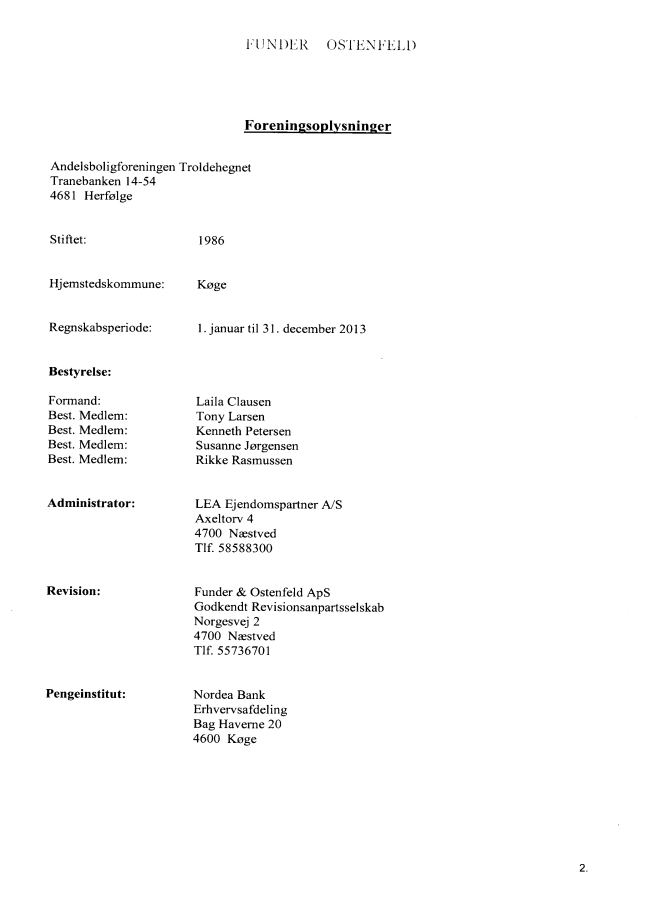 FUNDER OSTENFELD
Foreningsoplysninger
Andelsboligforeningen Troldehegnet
Tranebanken 14-54
4681 Herfølge
Stiftet: 1986
Hjemstedskommune: Køge
Regnskabsperiode: 1. januar til 31. december 2013
Bestyrelse:
Formand: Laila Clausen
Best. Medlem: Tony Larsen
Best. Medlem: Kenneth Petersen
Best. Medlem: Susanne Jørgensen
Best. Medlem: Rikke Rasmussen
Administrator: LEA Ejendomspartner A/S
Axeltorv 4
4700 Næstved
Tlf. 58588300
Revision: Funder & Ostenfeld ApS
Godkendt Revisionsanpartsselskab
Norgesvej 2
4700 Næstved
Tlf. 55736701
Pengeinstitut: Nordea Bank
Erhvervsafdeling
Bag Haverne 20
4600 Køge
2.